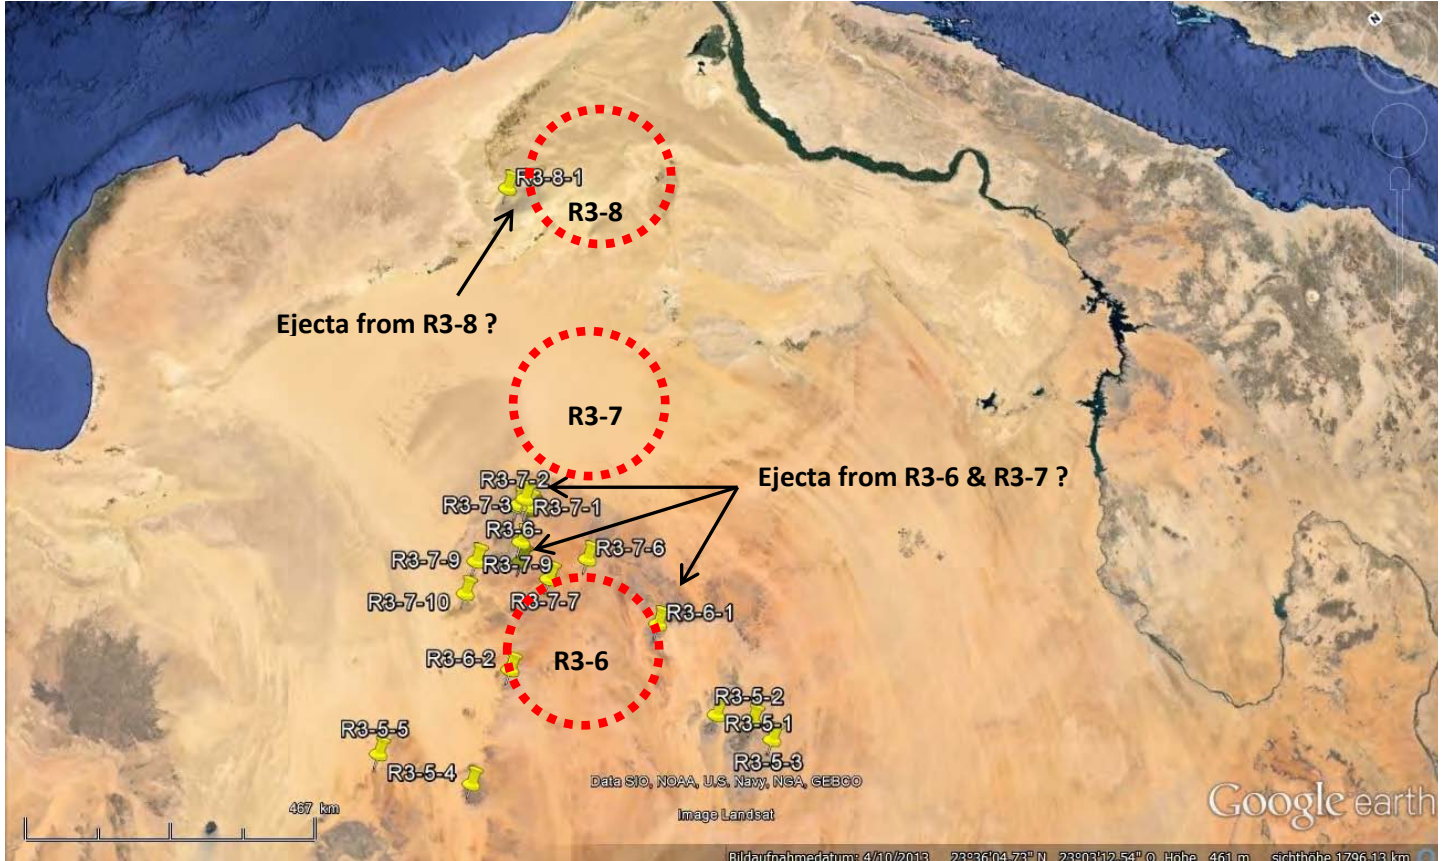 N
R3-8-1
R3-8
Ejecta from R3-8 ?
R3-7
R3-7-2
Ejecta from R3-6 & R3-7 ?
R3-7-3
R3-7-1
R3-6-
R3-7-6
R3-7-9
R3-7-9
R3-7-10
R3-7-7
R3-6-1
R3-6-2
R3-6
R3-5-2
R3-5-1
R3-5-5
R3-5-3
R3-5-4
Data SIO, NOAA, U.S. Navy, NGA, GEBCO
467 km
Image Landsat
Google earth
Bildaufnahmedatum: 4/10/2013 23°36'04.73" N 23°03'12.54" O Höhe 461 m sichthöhe 1796.13 km